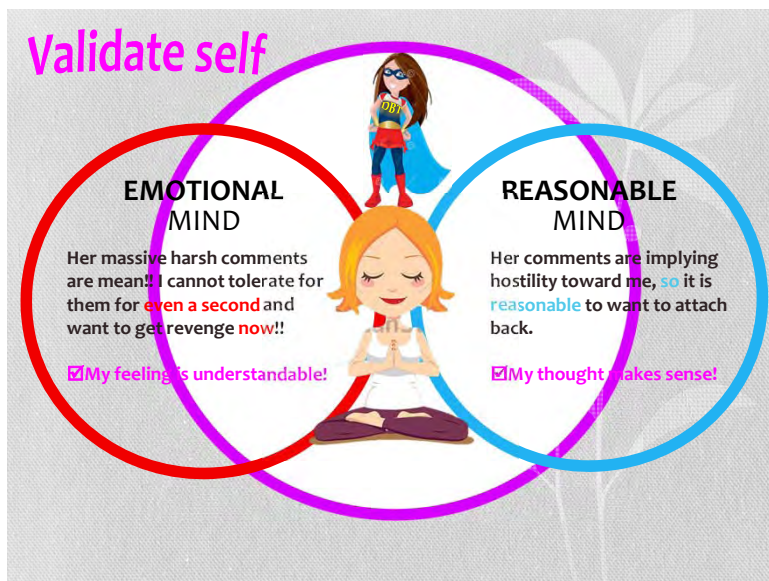 Validate self
DBT
EMOTIONAL
MIND
Her massive harsh comments
are mean!! I cannot tolerate for
them for even a second and
want to get revenge now!!
☑My feeling is understandable!
REASONABLE
MIND
Her comments are implying
hostility toward me, so it is
reasonable to want to attach
back.
☑My thought makes sense!